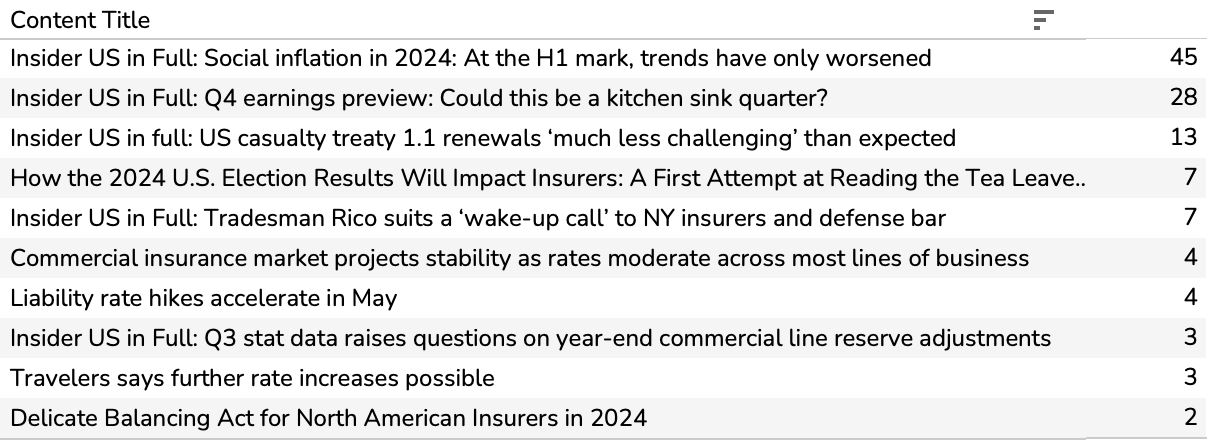 Content Title
Insider US in Full: Social inflation in 2024: At the H1 mark, trends have only worsened 45
Insider US in Full: Q4 earnings preview: Could this be a kitchen sink quarter? 28
Insider US in full: US casualty treaty 1.1 renewals ‘much less challenging’ than expected 13
How the 2024 U.S. Election Results Will Impact Insurers: A First Attempt at Reading the Tea Leave.. 7
Insider US in Full: Tradesman Rico suits a ‘wake-up call’ to NY insurers and defense bar 7
Commercial insurance market projects stability as rates moderate across most lines of business 4
Liability rate hikes accelerate in May 4
Insider US in Full: Q3 stat data raises questions on year-end commercial line reserve adjustments 3
Travelers says further rate increases possible 3
Delicate Balancing Act for North American Insurers in 2024 2